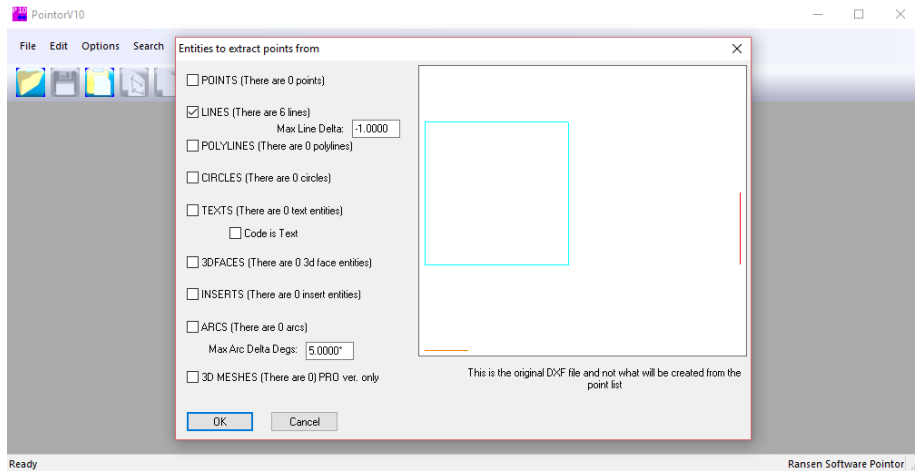 P10 PointorV10
File Edit Options Search
Entities to extract points from
POINTS (There are 0 points)
LINES (There are 6 lines)
Max Line Delta: -1.0000
POLYLINES (There are 0 polylines)
CIRCLES (There are 0 circles)
TEXTS (There are 0 text entities)
Code is Text
3DFACES (There are 0 3d face entities)
INSERTS (There are 0 insert entities)
ARCS (There are 0 arcs)
Max Arc Delta Degs: 5.0000°
3D MESHES (There are 0) PRO ver. only
This is the original DXF file and not what will be created from the
point list
OK Cancel
Ready Ransen Software Pointor